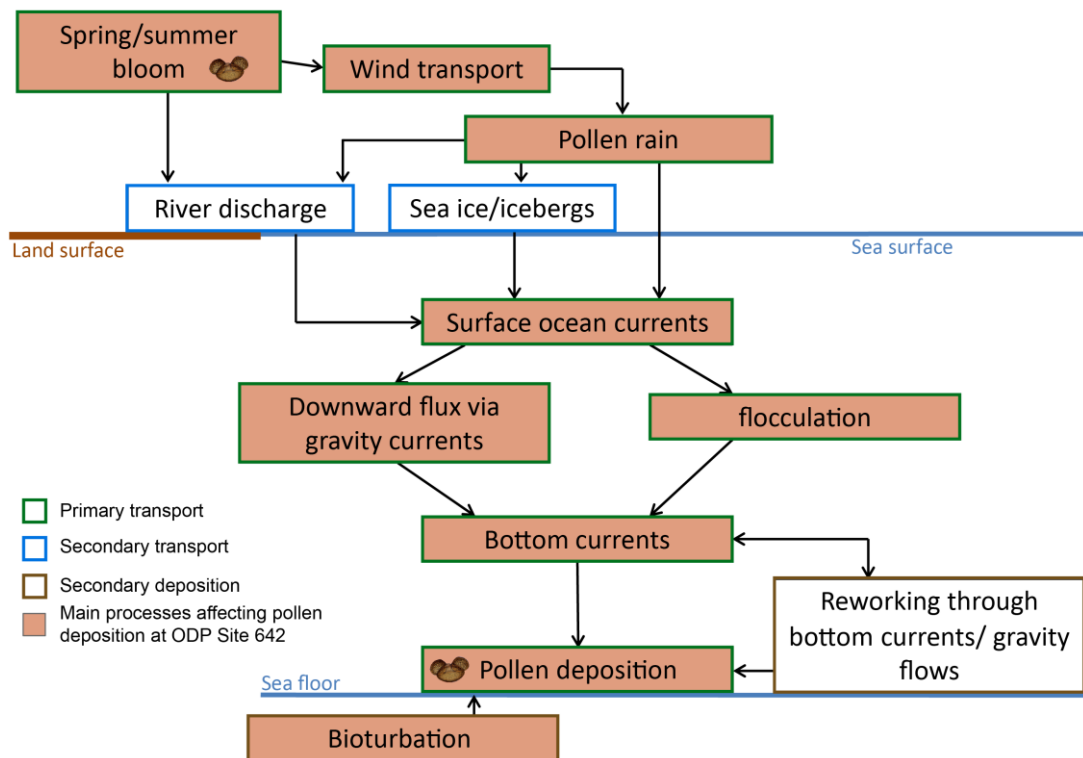 Spring/summer
bloom
Wind transport
Pollen rain
River discharge
Sea ice/icebergs
Land surface
Sea surface
Surface ocean currents
Downward flux via
gravity currents
flocculation
Primary transport
Secondary transport
Secondary deposition
Main processes affecting pollen
deposition at ODP Site 642
Bottom currents
Reworking through
bottom currents/ gravity
flows
Pollen deposition
Sea floor
Bioturbation